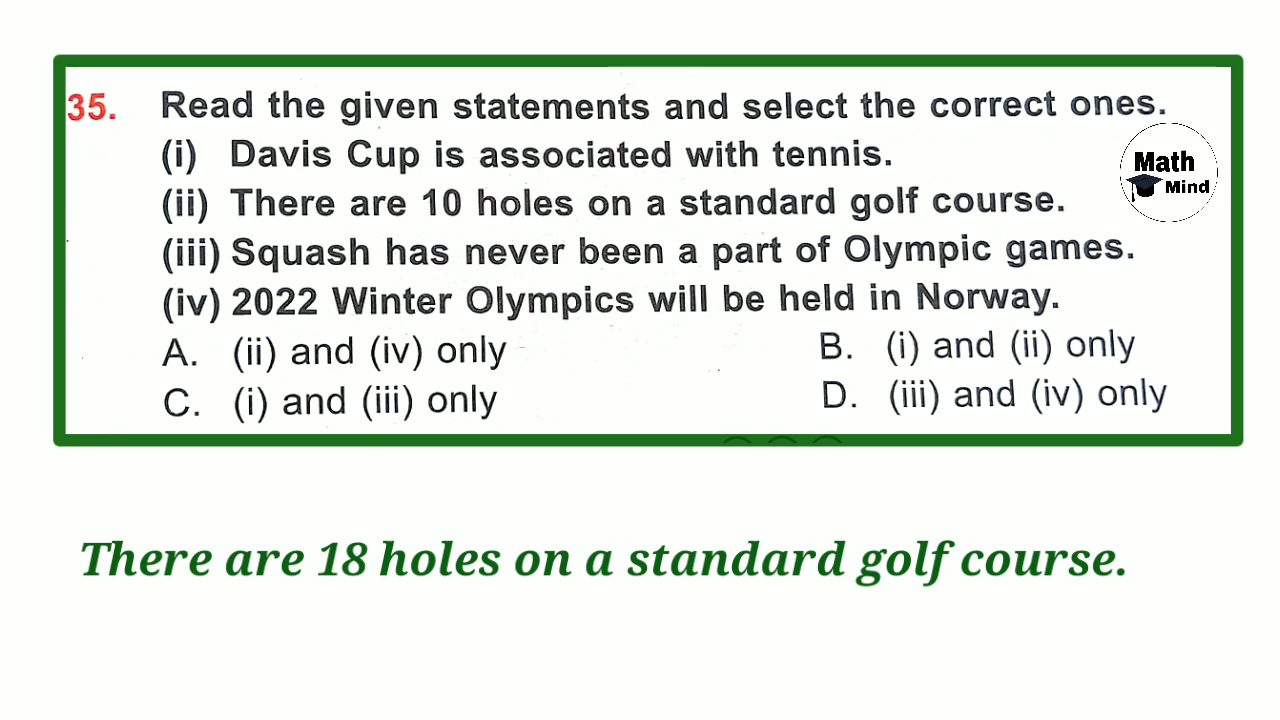 35. Read the given statements and select the correct ones.
(i) Davis Cup is associated with tennis.
Math
Mind
(ii) There are 10 holes on a standard golf course.
(iii) Squash has never been a part of Olympic games.
(iv) 2022 Winter Olympics will be held in Norway.
A. (ii) and (iv) only B. (i) and (ii) only
C. (i) and (iii) only D. (iii) and (iv) only
There are 18 holes on a standard golf course.